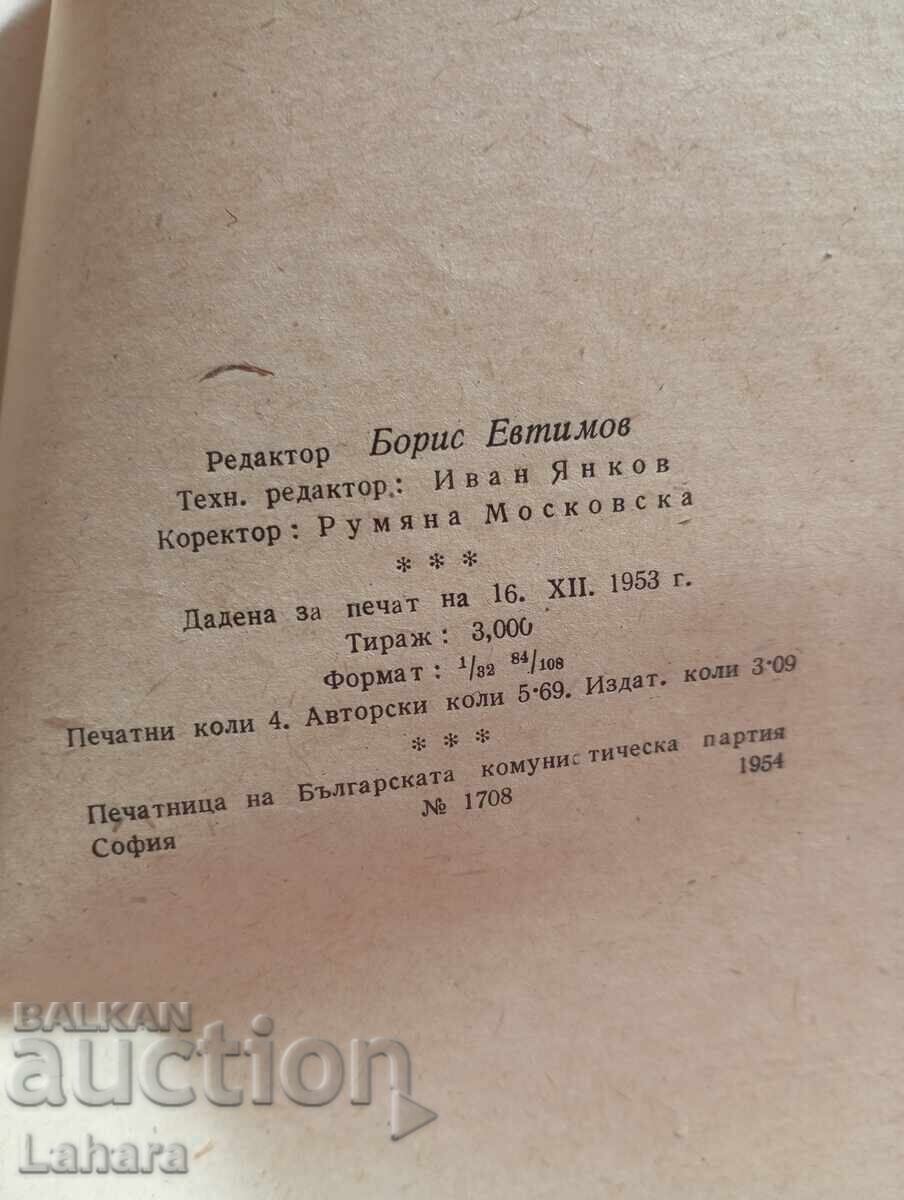 Редактор Борис Евтимов
Техн. редактор: Иван Янков
Коректор: Румяна Московска
* * *
Дадена за печат на 16. XII. 1953 г.
Тираж: 3,000
Формат: 1/32 84/108
Печатни коли 4. Авторски коли 5·69. Издат. коли 3·09
* * *
Печатница на Българската комунистическа партия
София № 1708 1954
BALKAN
auction
Lahara